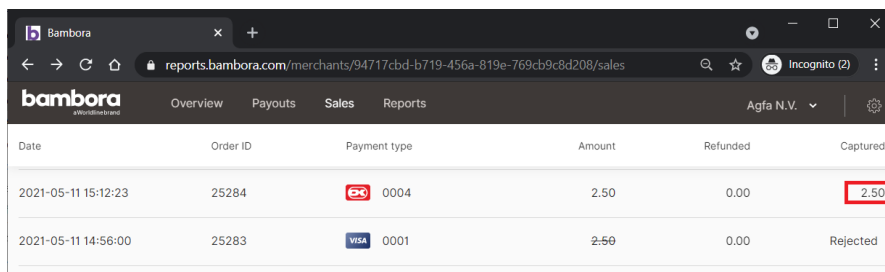 Bambora
reports.bambora.com/merchants/94717cbd-b719-456a-819e-769cb9c8d208/sales Incognito (2)
bambora Overview Payouts Sales Reports Agfa N.V.
aWorldlinebrand
Date Order ID Payment type Amount Refunded Captured
2021-05-11 15:12:23 25284 0004 2.50 0.00 2.50
2021-05-11 14:56:00 25283 VISA 0001 2.50 0.00 Rejected